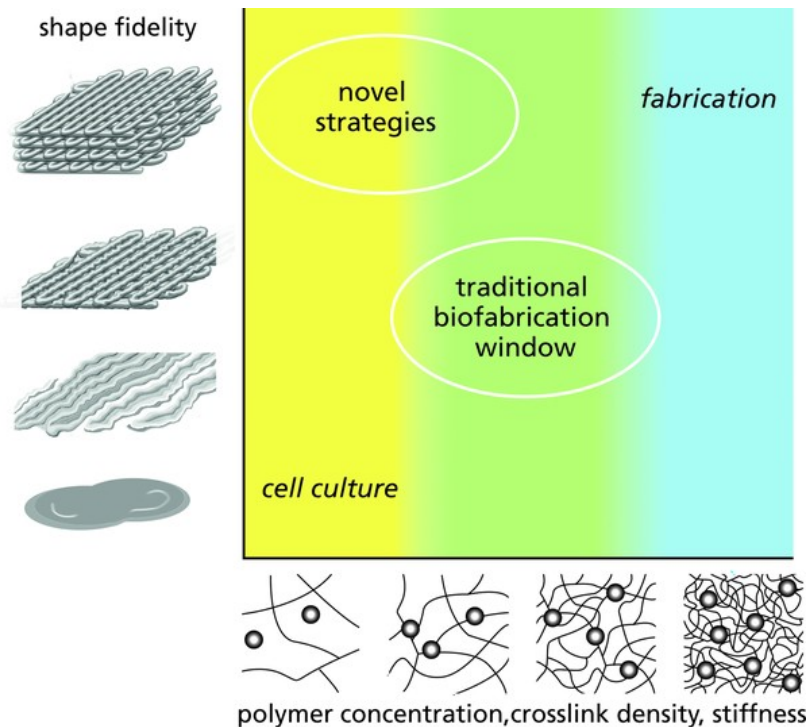 shape fidelity
novel
strategies
fabrication
traditional
biofabrication
window
cell culture
polymer concentration,crosslink density, stiffness